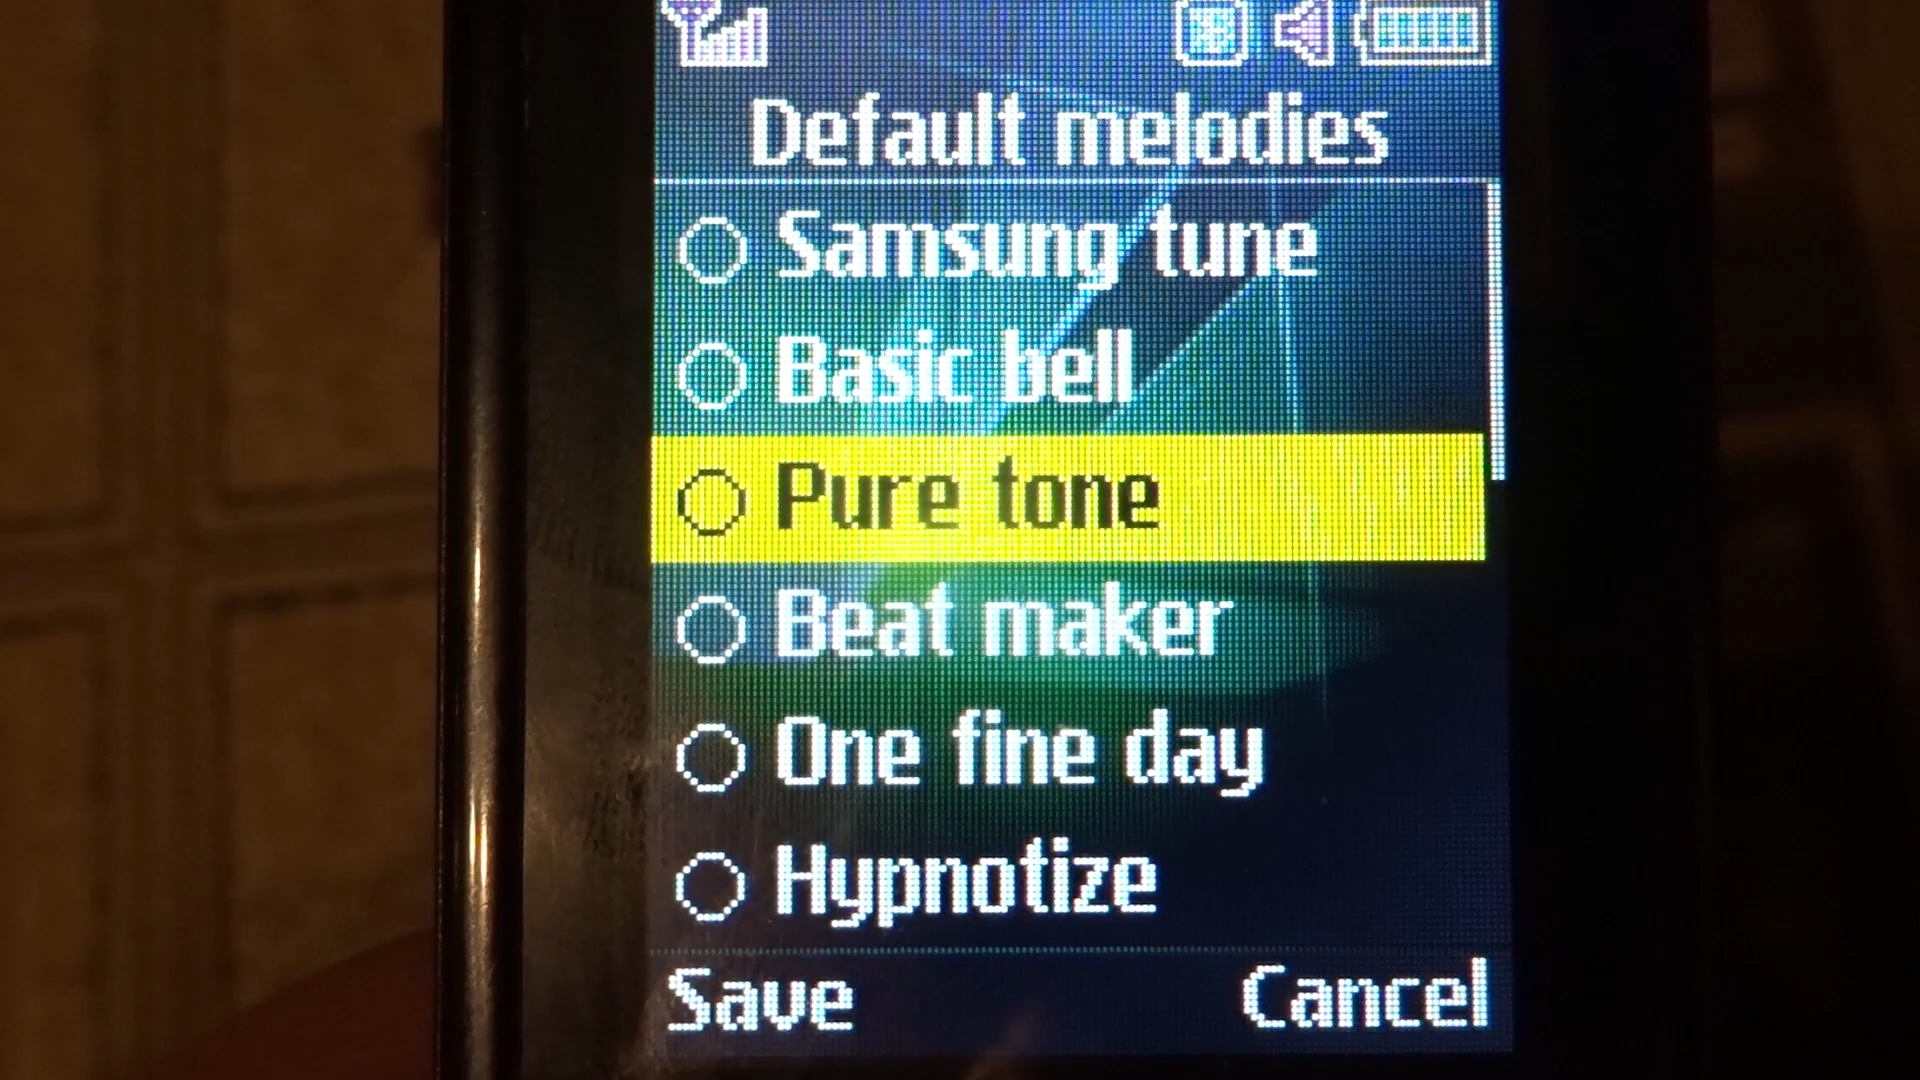 Default melodies
Samsung tune
Basic bell
Pure tone
Beat maker
One fine day
Hypnotize
Save Cancel